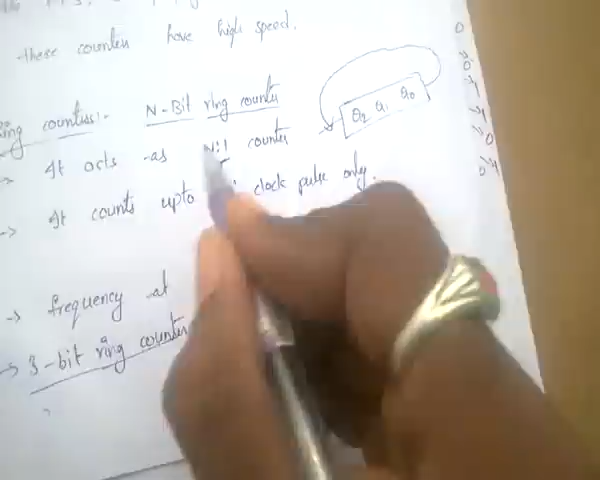 these counters have high speed.
Ring counters:- N-Bit ring counter
Q2 Q1 Q0
→ It acts as N:1 counter
→ It counts upto clock pulse only.
→ frequency at
→ 3-bit ring counter